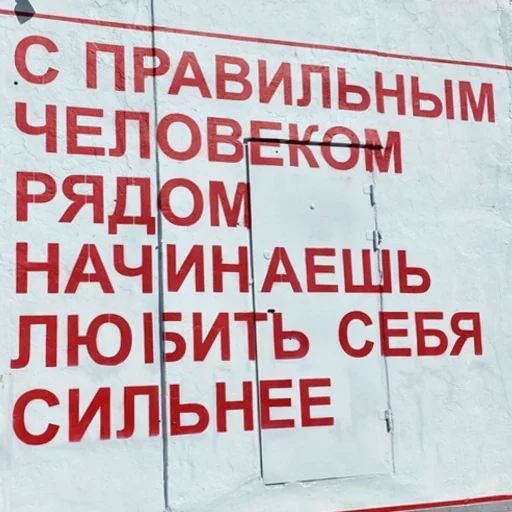 С ПРАВИЛЬНЫМ
ЧЕЛОВЕКОМ
РЯДОМ
НАЧИНАЕШЬ
ЛЮБИТЬ СЕБЯ
СИЛЬНЕЕ